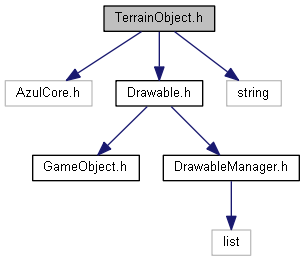 TerrainObject.h
AzulCore.h
Drawable.h
string
GameObject.h
DrawableManager.h
list